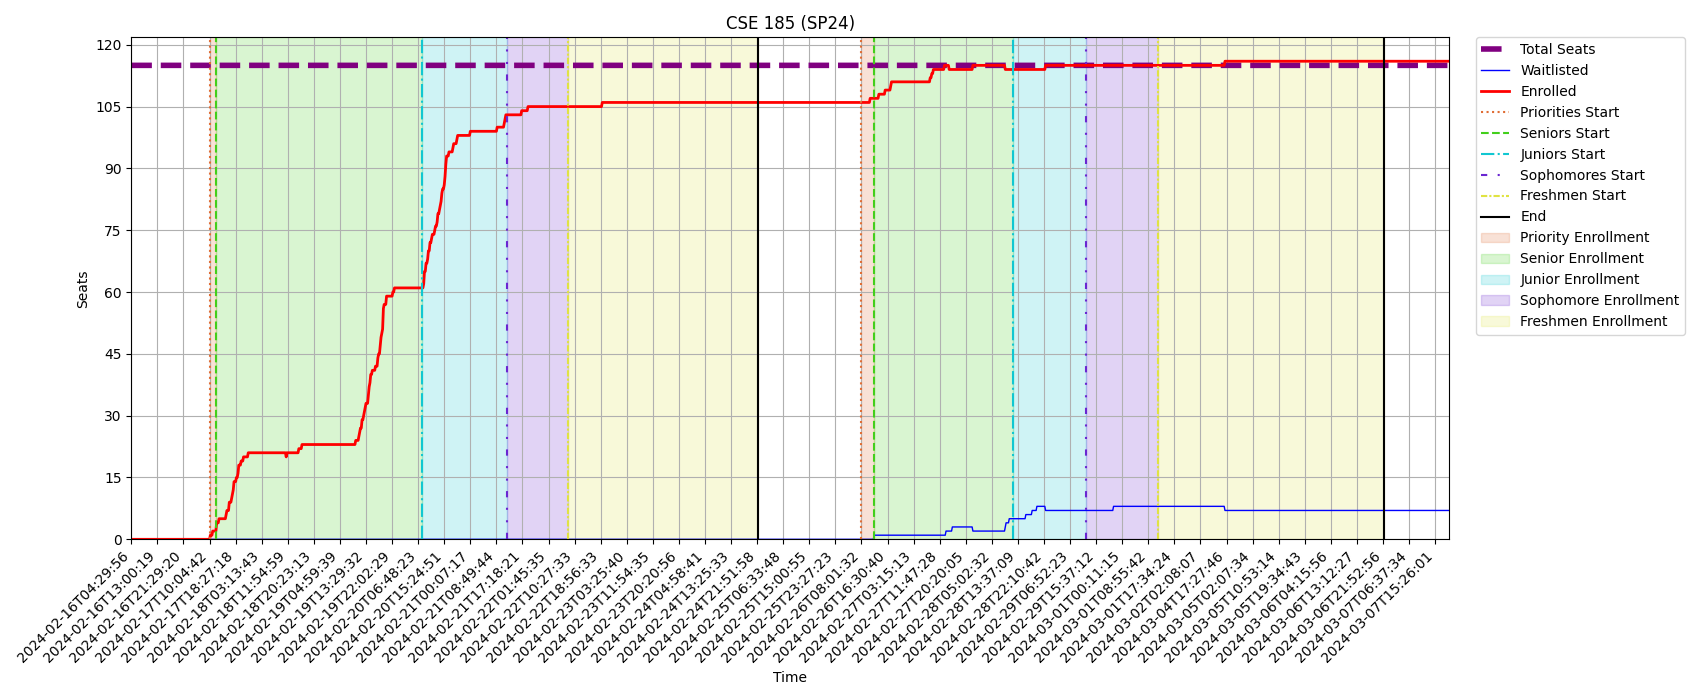 CSE 185 (SP24)
120
105
90
75
60
45
30
15
0
Seats
2024-02-16T04:29:56
2024-02-16T13:00:19
2024-02-16T21:29:20
2024-02-17T10:04:42
2024-02-17T18:27:18
2024-02-18T03:13:43
2024-02-18T11:54:59
2024-02-18T20:23:13
2024-02-19T04:59:39
2024-02-19T13:29:32
2024-02-19T22:02:29
2024-02-20T06:48:23
2024-02-20T15:24:51
2024-02-21T00:07:17
2024-02-21T08:49:44
2024-02-21T17:18:21
2024-02-22T01:45:35
2024-02-22T10:27:33
2024-02-22T18:56:33
2024-02-23T03:25:40
2024-02-23T11:54:35
2024-02-23T20:20:56
2024-02-24T04:58:41
2024-02-24T13:25:33
2024-02-24T21:51:58
2024-02-25T06:33:48
2024-02-25T15:00:55
2024-02-25T23:27:23
2024-02-26T08:01:32
2024-02-26T16:30:40
2024-02-27T03:15:13
2024-02-27T11:47:28
2024-02-27T20:20:05
2024-02-28T05:02:32
2024-02-28T13:37:09
2024-02-28T22:10:42
2024-02-29T06:52:23
2024-02-29T15:37:12
2024-03-01T00:11:15
2024-03-01T08:55:42
2024-03-01T17:34:24
2024-03-02T02:08:07
2024-03-04T17:27:46
2024-03-05T02:07:34
2024-03-05T10:53:14
2024-03-05T19:34:43
2024-03-06T04:15:56
2024-03-06T13:12:27
2024-03-06T21:52:56
2024-03-07T06:37:34
2024-03-07T15:26:01
Time
Total Seats
Waitlisted
Enrolled
Priorities Start
Seniors Start
Juniors Start
Sophomores Start
Freshmen Start
End
Priority Enrollment
Senior Enrollment
Junior Enrollment
Sophomore Enrollment
Freshmen Enrollment